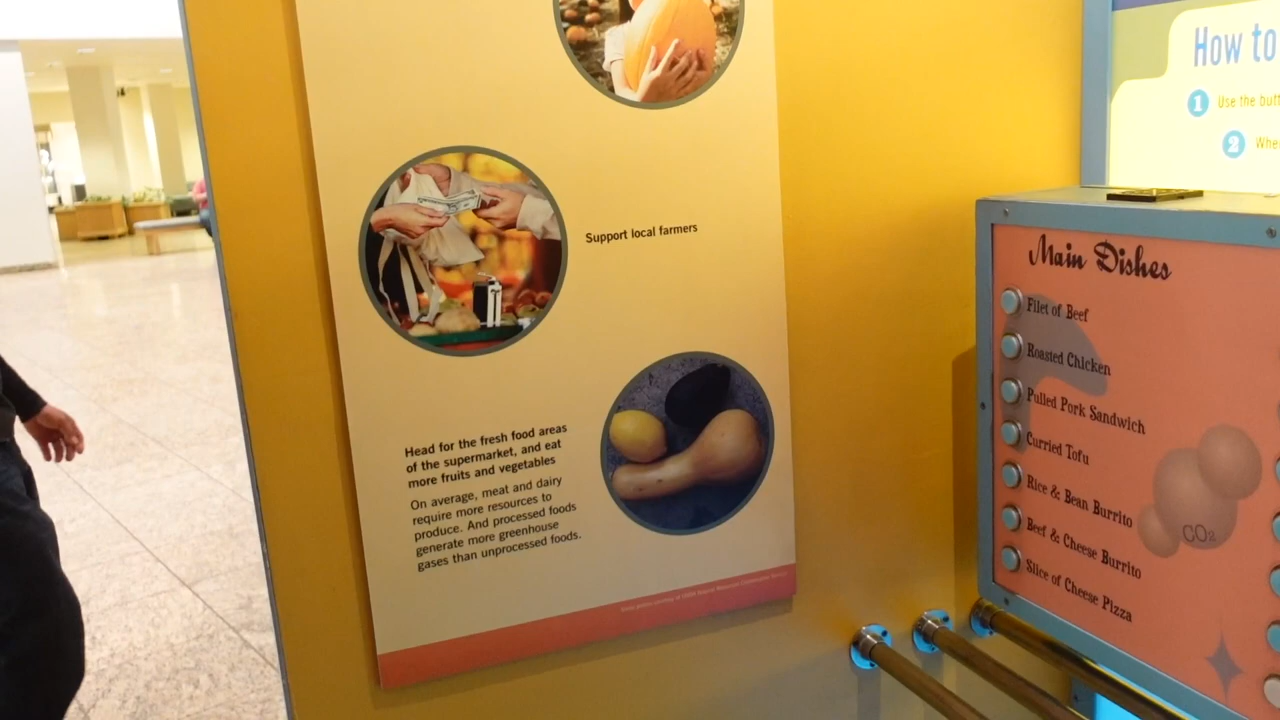 Support local farmers
Head for the fresh food areas
of the supermarket, and eat
more fruits and vegetables
On average, meat and dairy
require more resources to
produce. And processed foods
generate more greenhouse
gases than unprocessed foods.
How to
1 Use the butt
2 Whe
Main Dishes
Filet of Beef
Roasted Chicken
Pulled Pork Sandwich
Curried Tofu
Rice & Bean Burrito
Beef & Cheese Burrito
Slice of Cheese Pizza
CO2